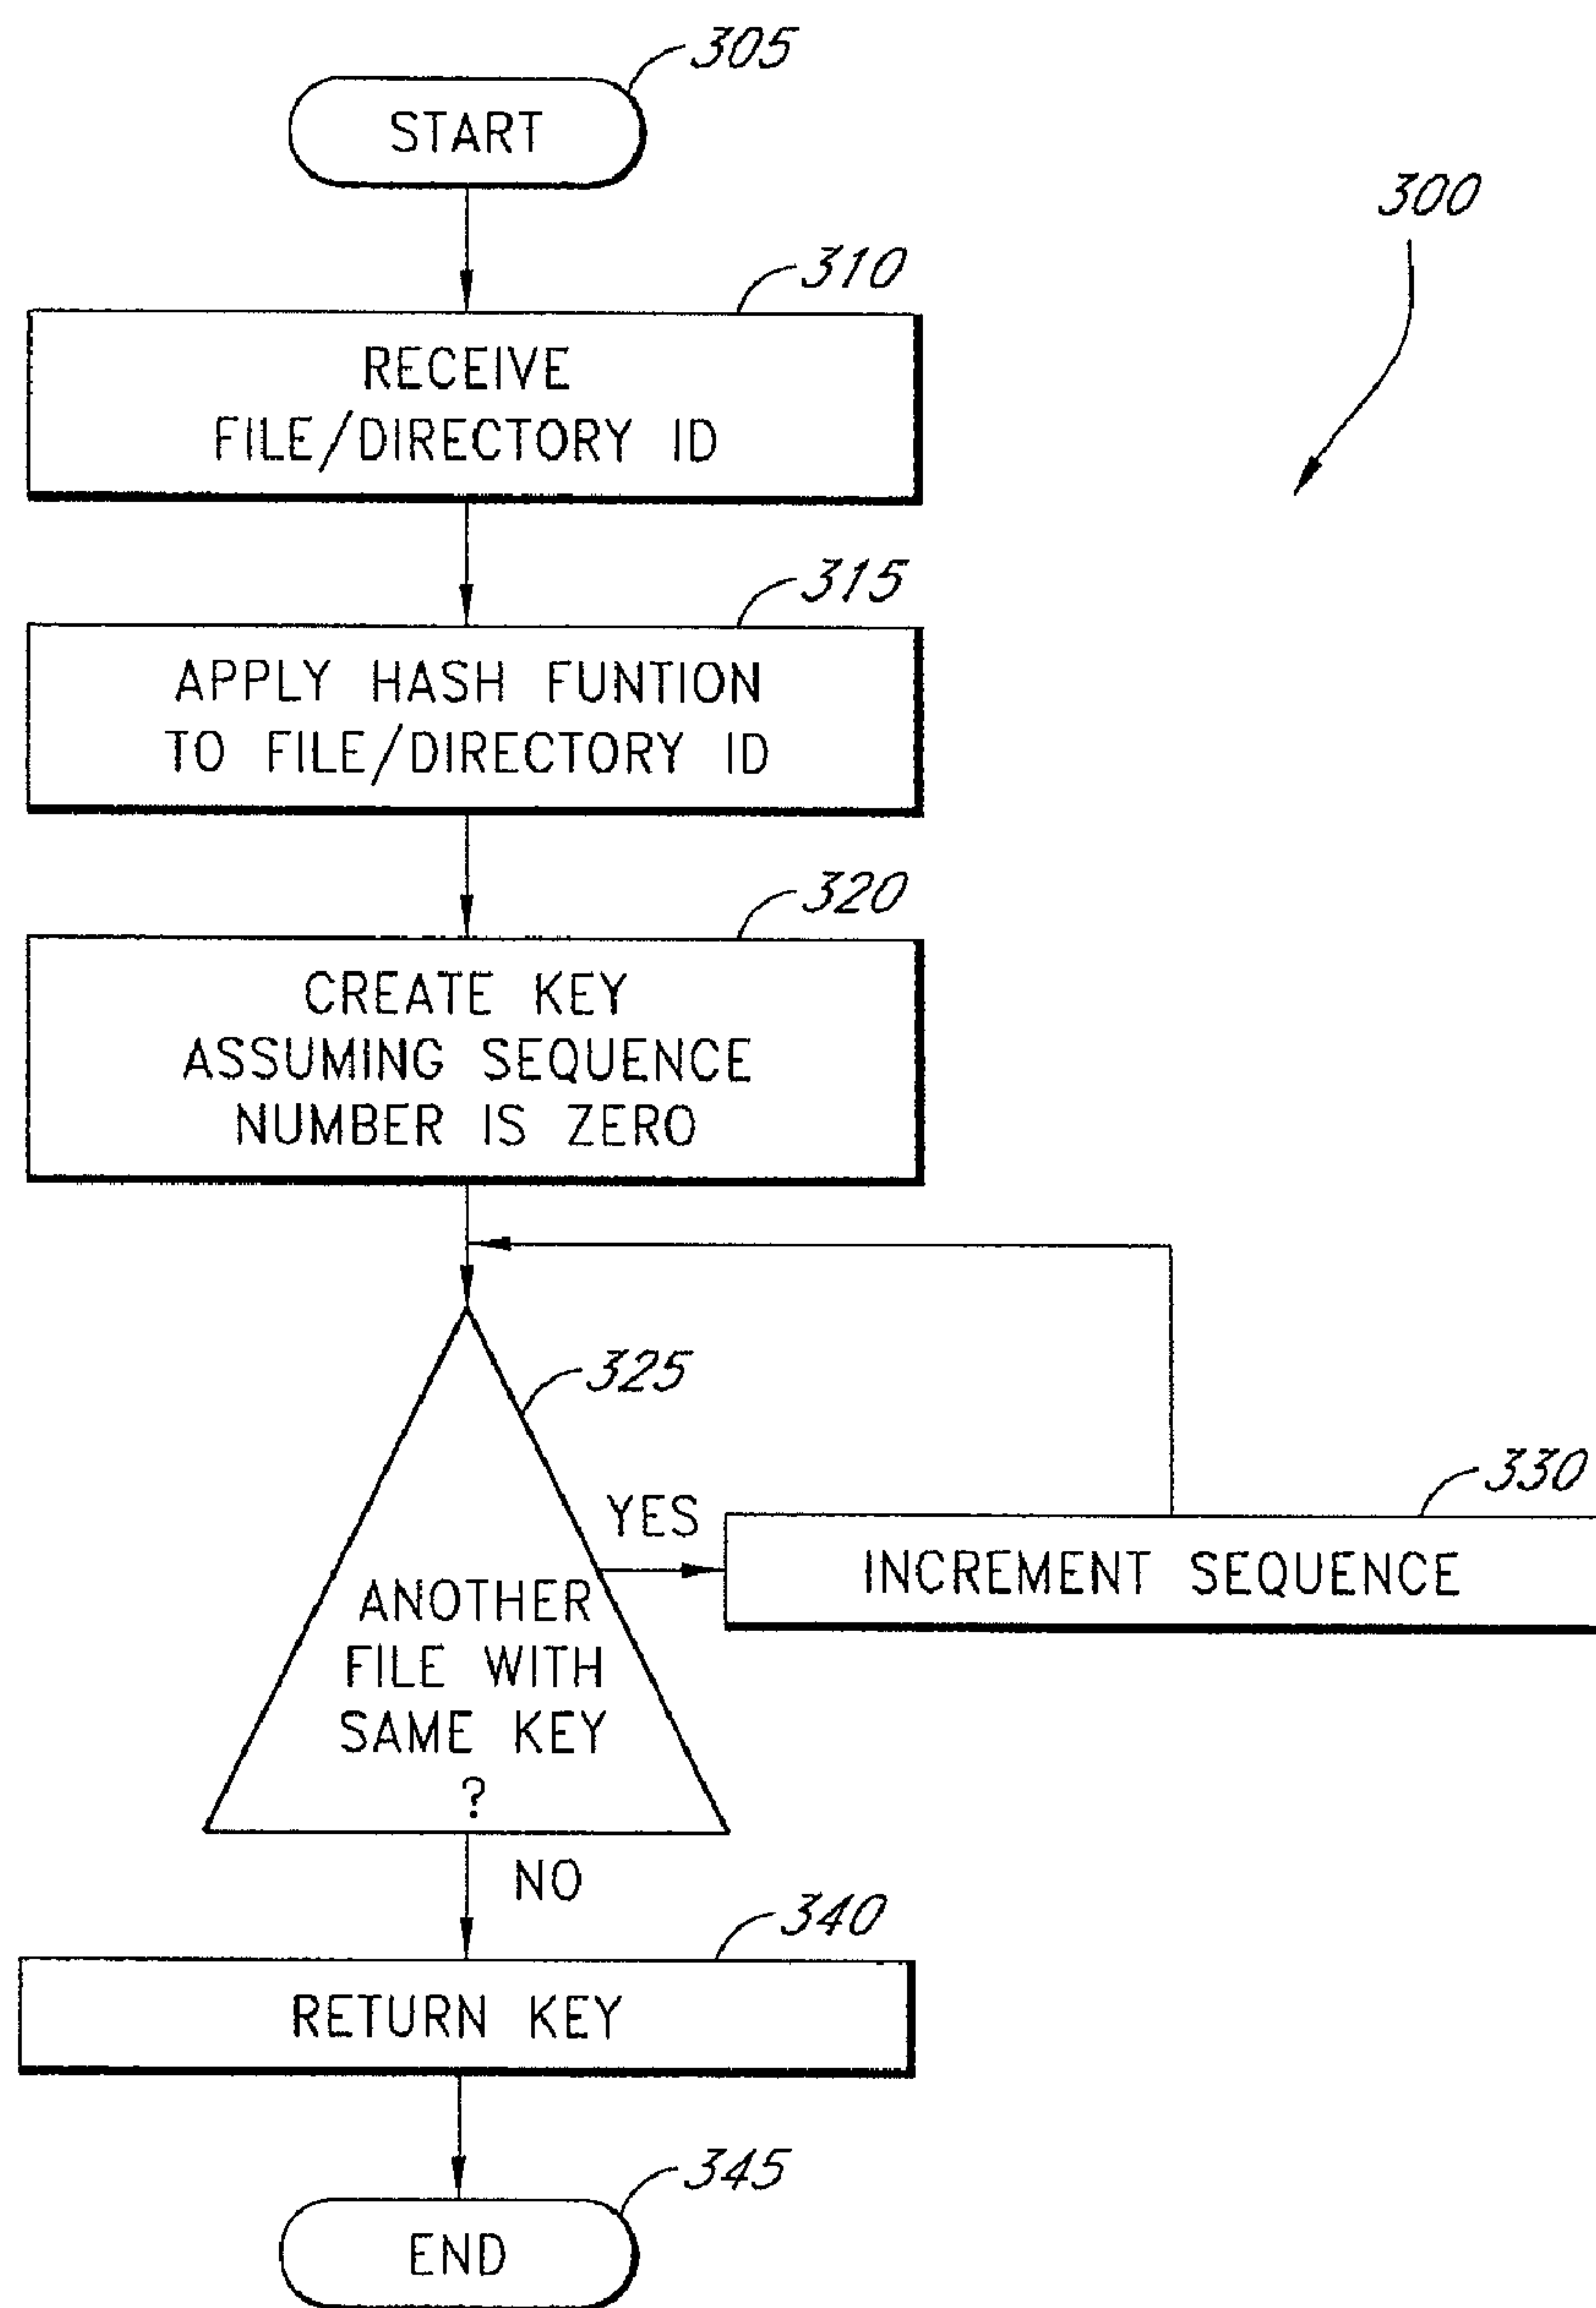 305
START
300
310
RECEIVE
FILE/DIRECTORY ID
315
APPLY HASH FUNTION
TO FILE/DIRECTORY ID
320
CREATE KEY
ASSUMING SEQUENCE
NUMBER IS ZERO
325
YES
330
INCREMENT SEQUENCE
ANOTHER
FILE WITH
SAME KEY
?
NO
340
RETURN KEY
345
END